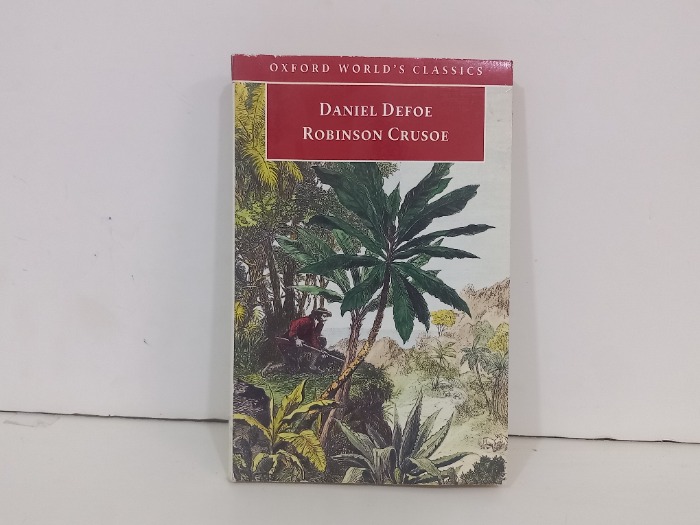 OXFORD WORLD'S CLASSICS
DANIEL DEFOE
ROBINSON CRUSOE